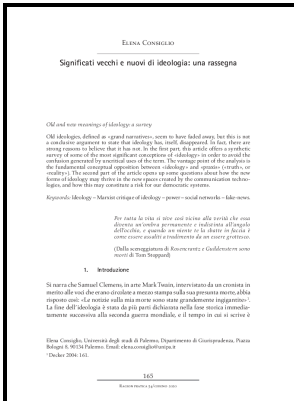 Elena Consiglio
Significati vecchi e nuovi di ideologia: una rassegna
Old and note meanings of ideology: a survey
Old ideologies, defined as «grand narratives», seem to have faded away, but this is not
a conclusive argument to state that ideology has, itself, disappeared. In fact, there are
strong reasons to believe that it has not. In the first part, this article offers a synthetic
survey of some of the most significant conceptions of «ideology» in order to avoid the
confusion generated by uncritical uses of the term. The vantage point of the analysis is
the fundamental conceptual opposition between «ideology» and «praxis» («truth», or
«reality»). The second part of the article opens up some questions about how the new
forms of ideology may thrive in the new spaces created by the communication techno-
logies, and how this may constitute a risk for our democratic systems.
Keywords: Ideology – Marxist critique of ideology – power – social networks – fake-news.
Per tutta la vita si vive così vicino alla verità che essa
diventa un'ombra permanente e indistinta all'angolo
dell'occhio, e quando un niente te la sbatte in faccia è
come essere assaliti a tradimento da un essere grottesco.
(Dalla sceneggiatura di Rosencrantz e Guildenstern sono
morti di Tom Stoppard)
1. Introduzione
Si narra che Samuel Clemens, in arte Mark Twain, intervistato da un cronista in
merito alle voci che erano circolate a mezzo stampa sulla sua presunta morte, abbia
risposto così: «Le notizie sulla mia morte sono state grandemente ingigantite»¹.
La fine dell'ideologia è stata da più parti dichiarata nella fase storica immedia-
tamente successiva alla seconda guerra mondiale, e il tempo in cui si scrive è
Elena Consiglio, Università degli studi di Palermo, Dipartimento di Giurisprudenza, Piazza
Bologni 8, 90134 Palermo. Email: elena.consiglio@unipa.it
¹ Decker 2004: 161.
165